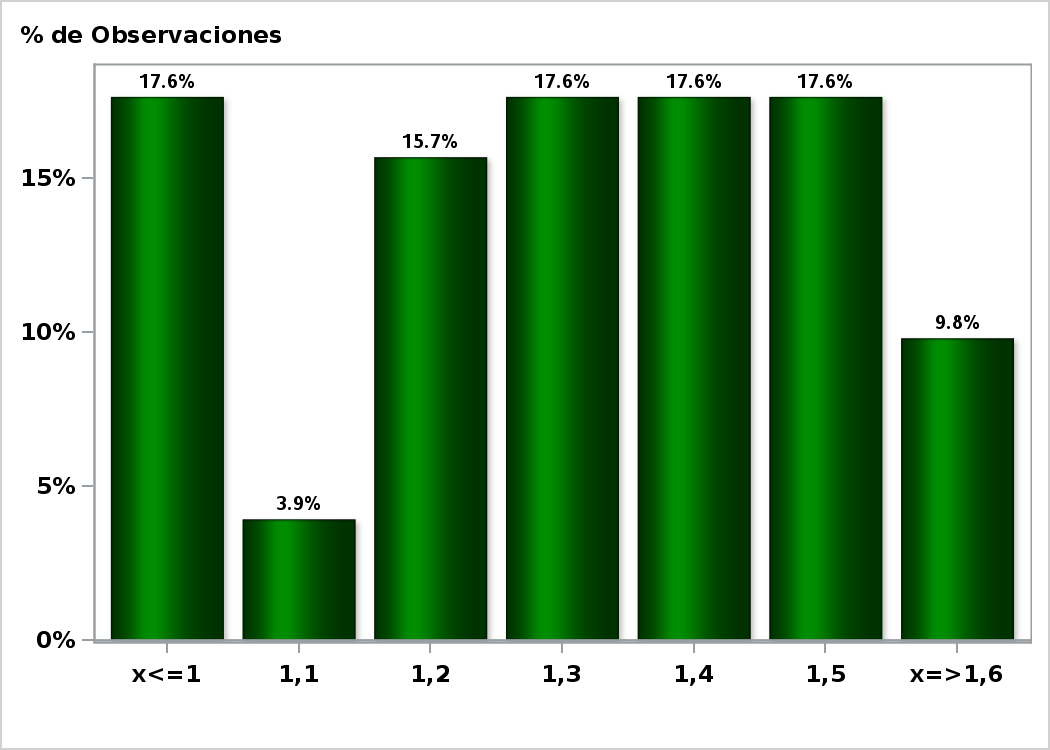 % de Observaciones
17.6% 17.6% 17.6% 17.6%
15.7%
15%
10%
9.8%
5%
3.9%
0%
x<=1 1,1 1,2 1,3 1,4 1,5 x=>1,6